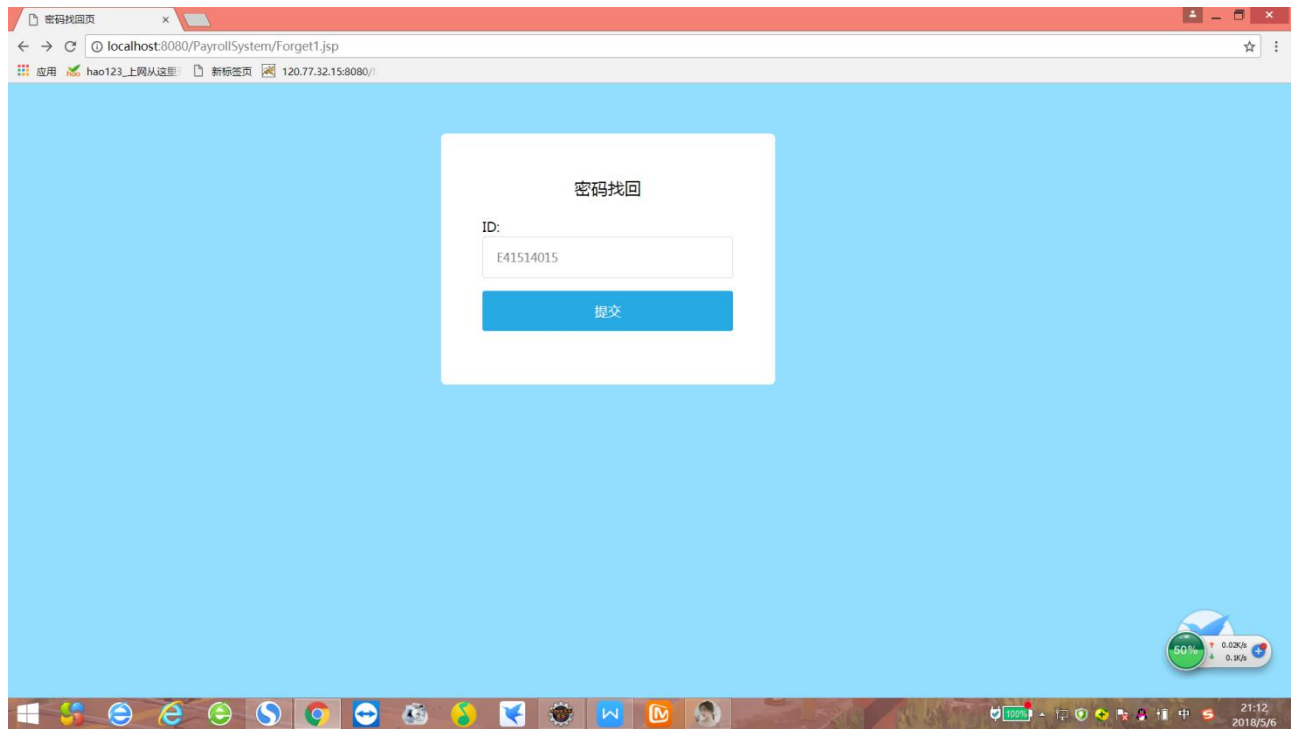 密码找回页
localhost:8080/PayrollSystem/Forget1.jsp
应用 hao123_上网从这里 新标签页 120.77.32.15:8080/
密码找回
ID:
E41514015
提交
50% 0.02K/s
0.1K/s
100% 中 21:12
2018/5/6